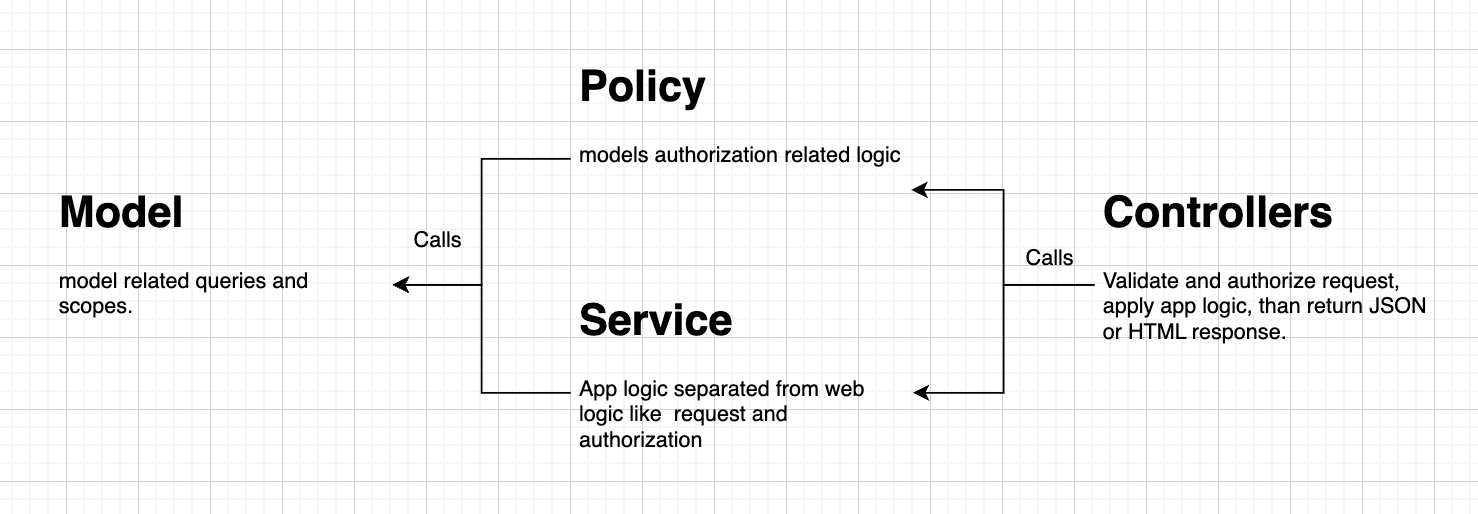 Policy
models authorization related logic
Model
Calls
model related queries and
scopes.
Service
App logic separated from web
logic like  request and
authorization
Controllers
Calls
Validate and authorize request,
apply app logic, than return JSON
or HTML response.